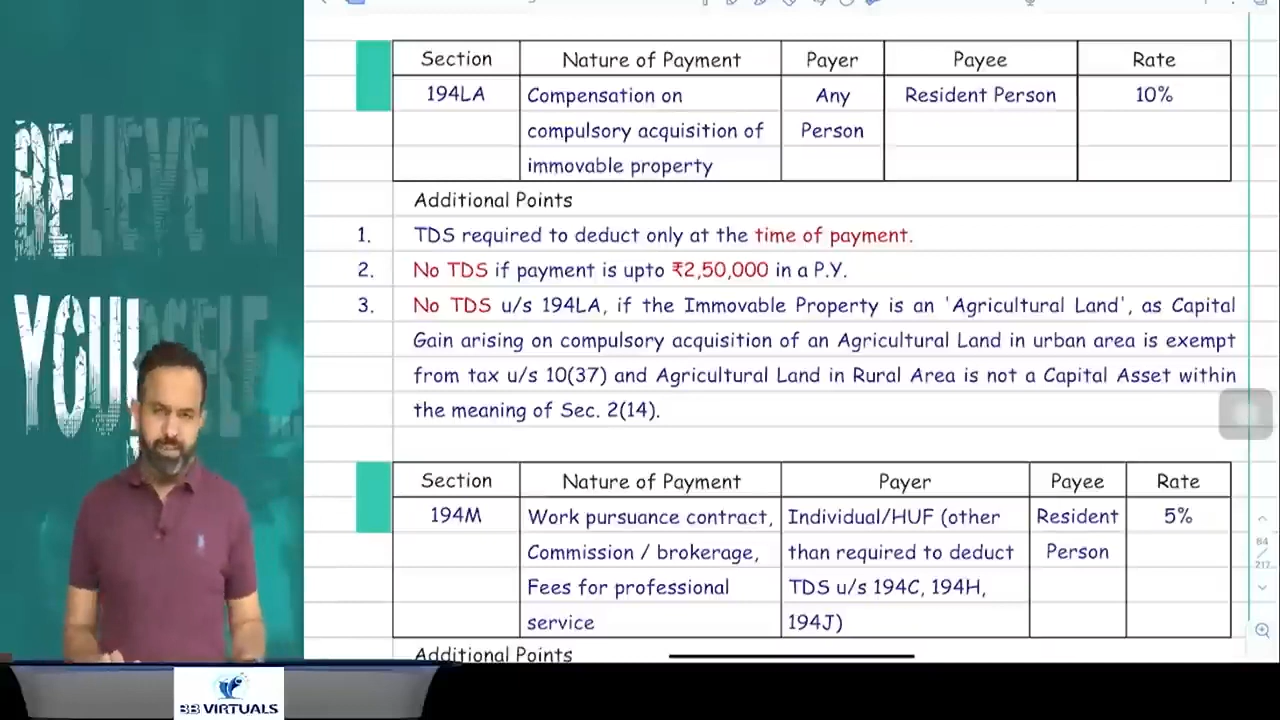 BELIEVE IN
YOURSELF
Section Nature of Payment Payer Payee Rate
194LA Compensation on Any Resident Person 10%
compulsory acquisition of Person
immovable property
Additional Points
1. TDS required to deduct only at the time of payment.
2. No TDS if payment is upto ₹2,50,000 in a P.Y.
3. No TDS u/s 194LA, if the Immovable Property is an 'Agricultural Land', as Capital
Gain arising on compulsory acquisition of an Agricultural Land in urban area is exempt
from tax u/s 10(37) and Agricultural Land in Rural Area is not a Capital Asset within
the meaning of Sec. 2(14).
Section Nature of Payment Payer Payee Rate
194M Work pursuance contract, Individual/HUF (other Resident 5%
Commission / brokerage, than required to deduct Person
Fees for professional TDS u/s 194C, 194H,
service 194J)
Additional Points
84
/
217
BB VIRTUALS